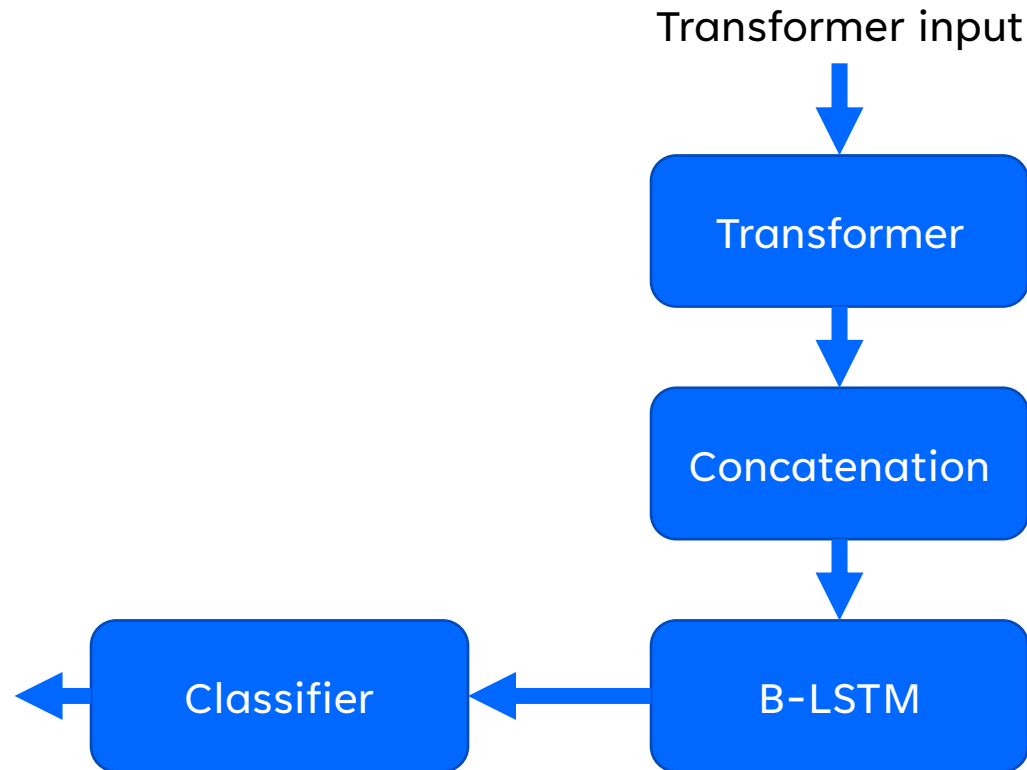 Transformer input
Transformer
Concatenation
B-LSTM
Classifier